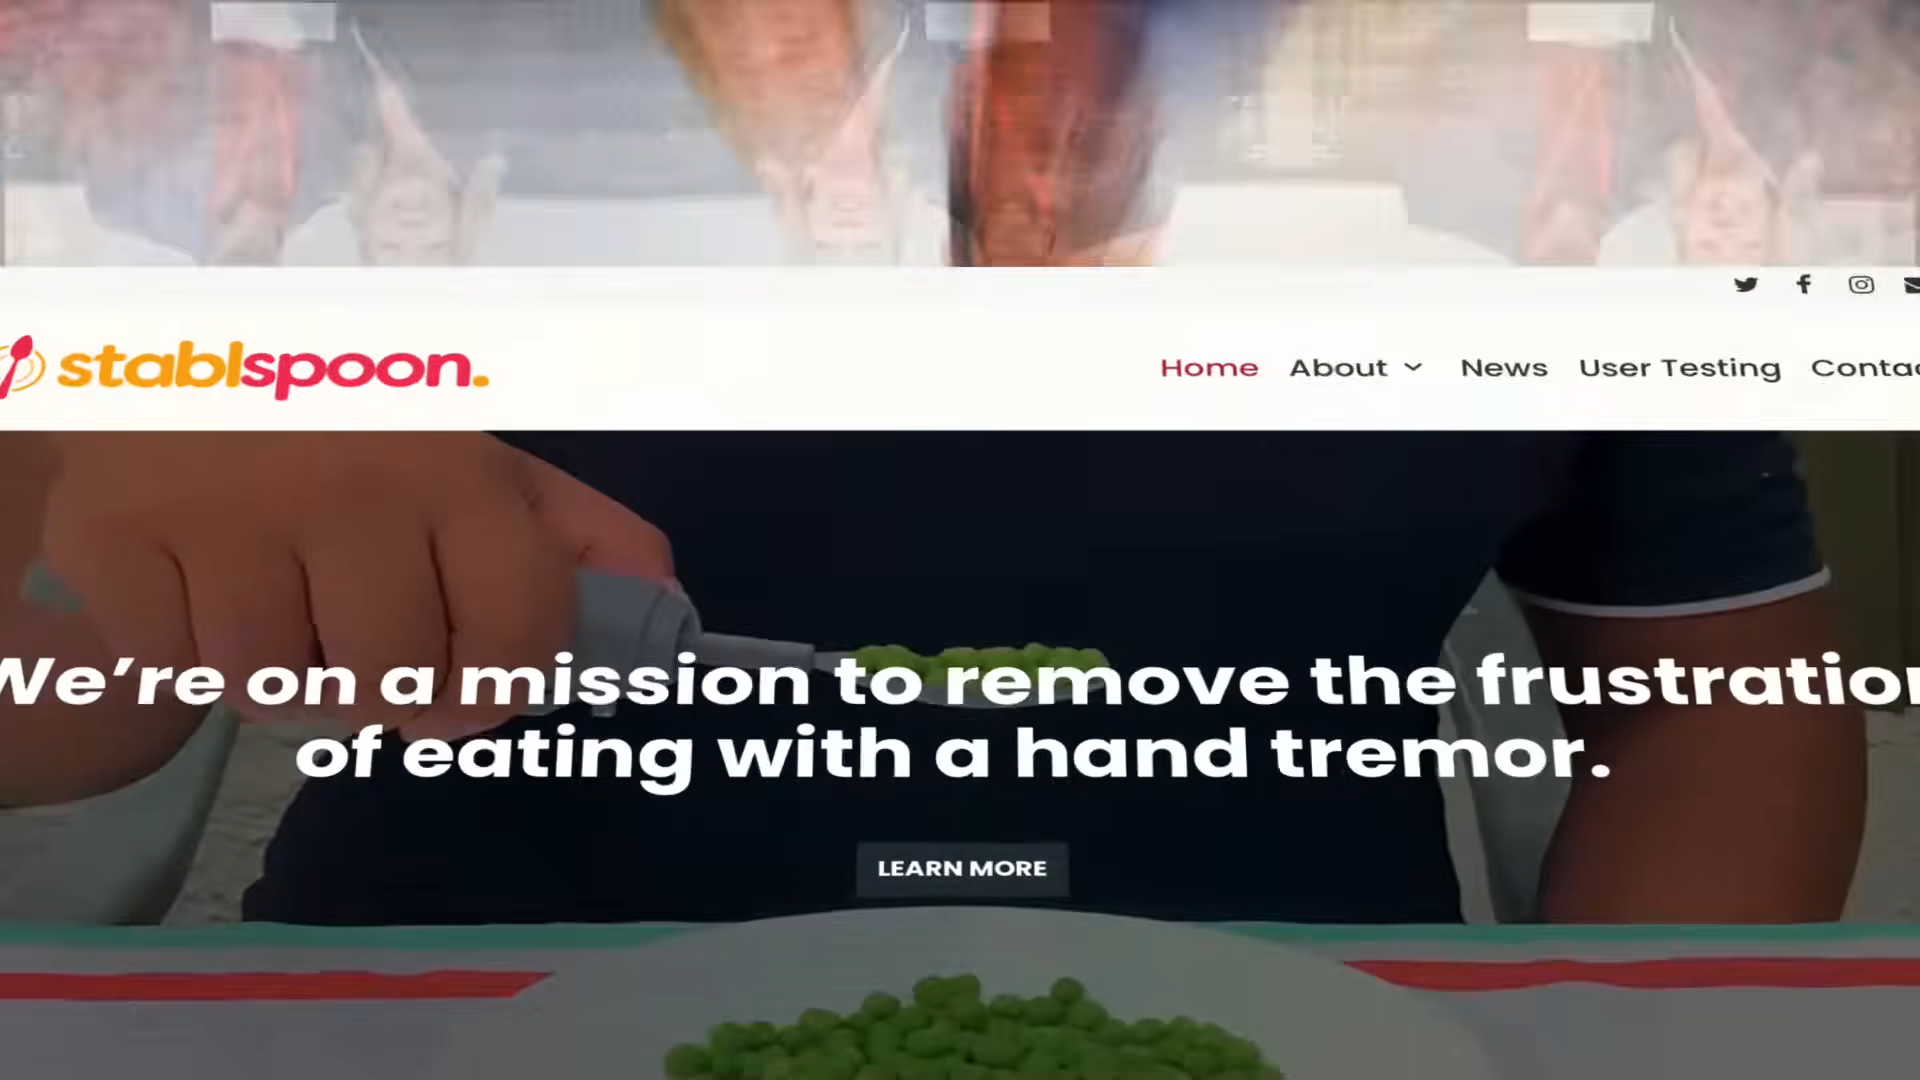 stablspoon.
Home About News User Testing Contac
We're on a mission to remove the frustration
of eating with a hand tremor.
LEARN MORE